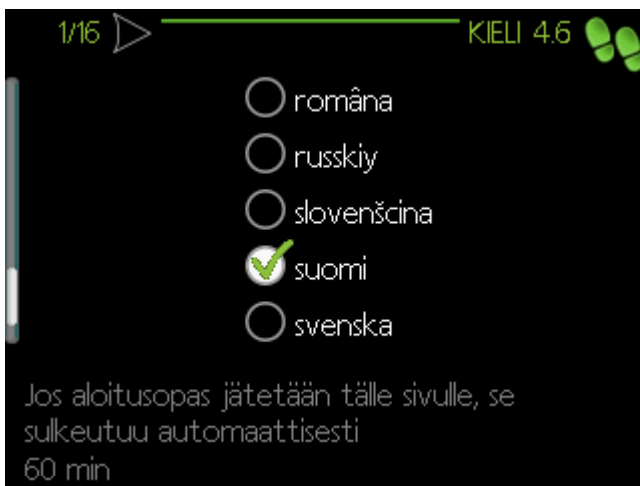 1/16 KIELI 4.6
româna
russkiy
slovenšcina
suomi
svenska
Jos aloitusopas jätetään tälle sivulle, se
sulkeutuu automaattisesti
60 min